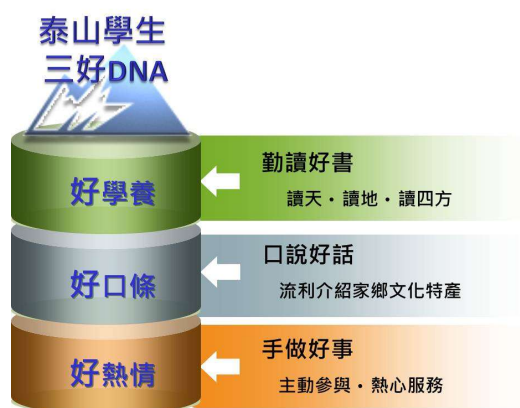 泰山學生
三好DNA
好學養
勤讀好書
讀天・讀地・讀四方
好口條
口說好話
流利介紹家鄉文化特產
好熱情
手做好事
主動參與・熱心服務